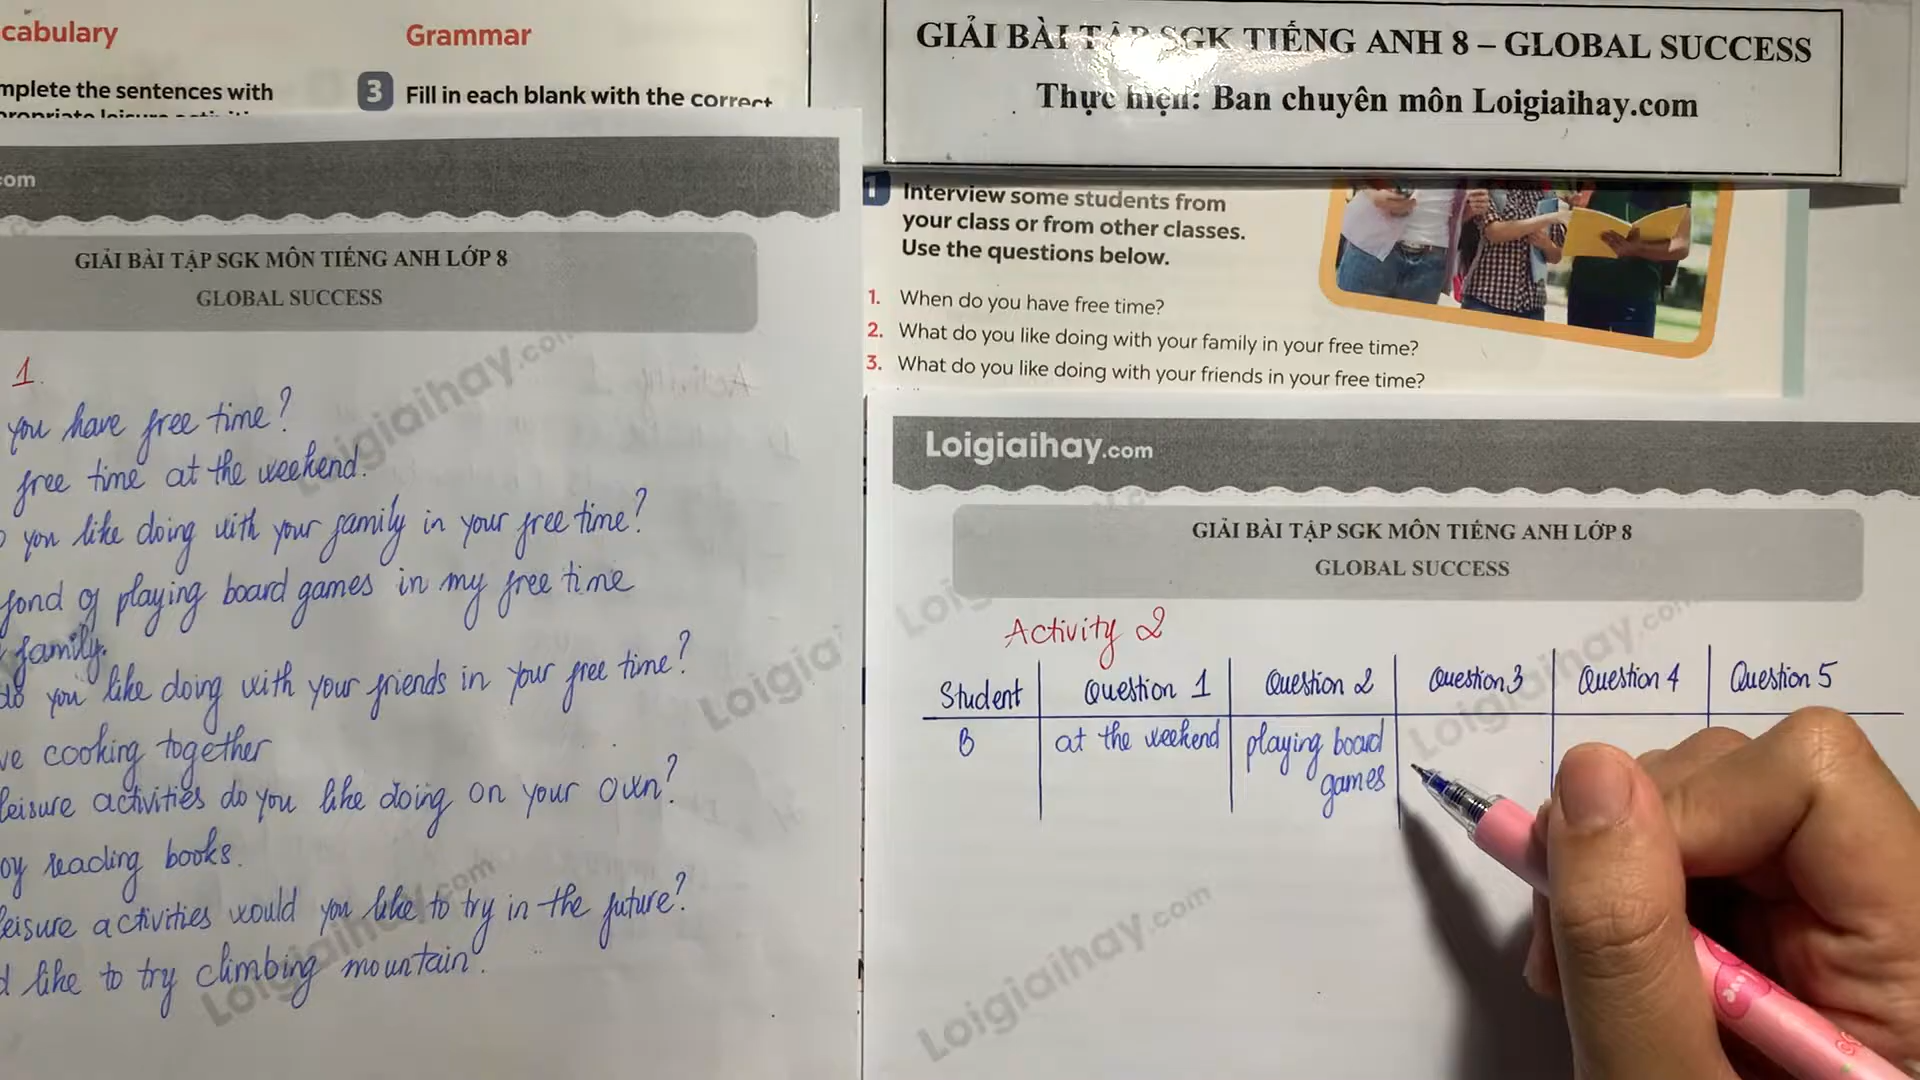 cabulary
Grammar
mplete the sentences with
3 Fill in each blank with the correct
GIẢI BÀI TẬP SGK TIẾNG ANH 8 – GLOBAL SUCCESS
Thực hiện: Ban chuyên môn Loigiaihay.com
1 Interview some students from
your class or from other classes.
Use the questions below.
1. When do you have free time?
2. What do you like doing with your family in your free time?
3. What do you like doing with your friends in your free time?
com
GIẢI BÀI TẬP SGK MÔN TIẾNG ANH LỚP 8
GLOBAL SUCCESS
1.
you have free time?
free time at the weekend.
you like doing with your family in your free time?
fond of playing board games in my free time
family.
do you like doing with your friends in your free time?
ve cooking together
leisure activities do you like doing on your own?
oy reading books.
leisure activities would you like to try in the future?
d like to try climbing mountain.
Loigiaihay.com
GIẢI BÀI TẬP SGK MÔN TIẾNG ANH LỚP 8
GLOBAL SUCCESS
Activity 2
Student Question 1 Question 2 Question 3 Question 4 Question 5
B at the weekend playing board
games
Loigiaihay.com
Loigiaihay.com
Loigiaihay.com
Loigiaihay.com